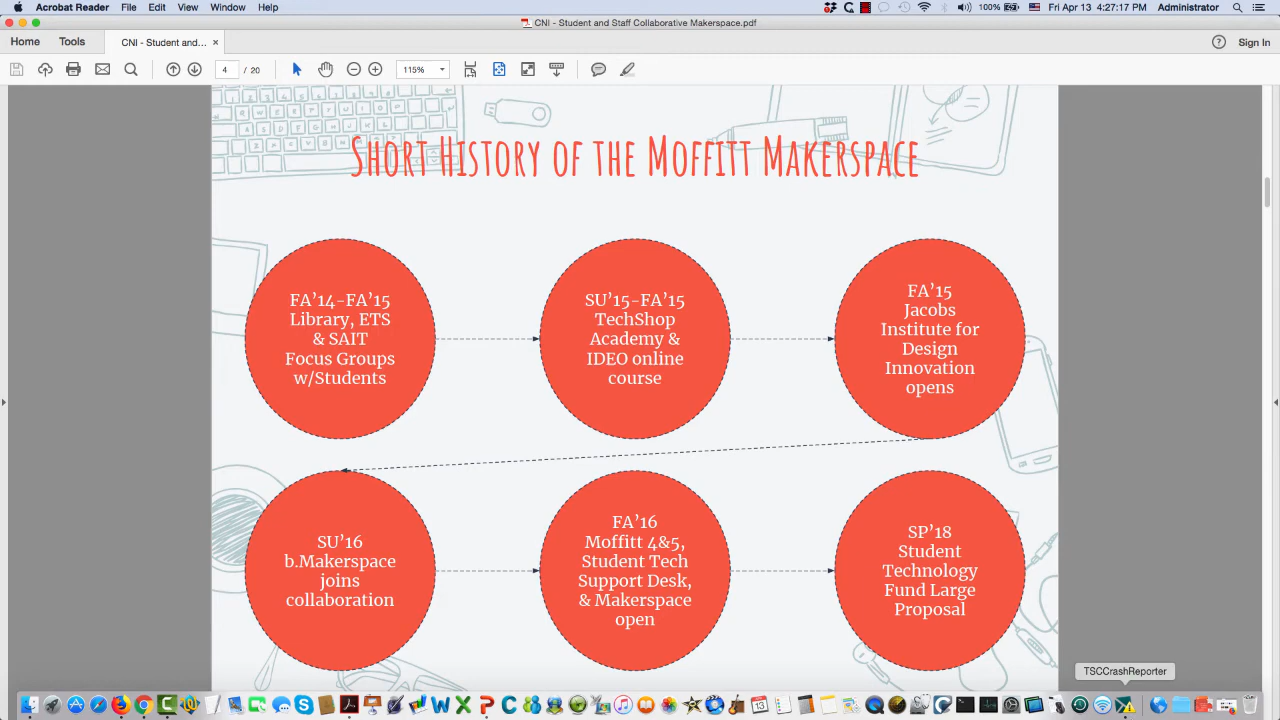 Acrobat Reader File Edit View Window Help
100% Fri Apr 13 4:27:17 PM Administrator
CNI - Student and Staff Collaborative Makerspace.pdf
Home Tools CNI - Student and... × Sign In
4 / 20 115%
SHORT HISTORY OF THE MOFFITT MAKERSPACE
FA’14-FA’15
Library, ETS
& SAIT
Focus Groups
w/Students
SU’15-FA’15
TechShop
Academy &
IDEO online
course
FA’15
Jacobs
Institute for
Design
Innovation
opens
SU’16
b.Makerspace
joins
collaboration
FA’16
Moffitt 4&5,
Student Tech
Support Desk,
& Makerspace
open
SP’18
Student
Technology
Fund Large
Proposal
TSCCrashReporter